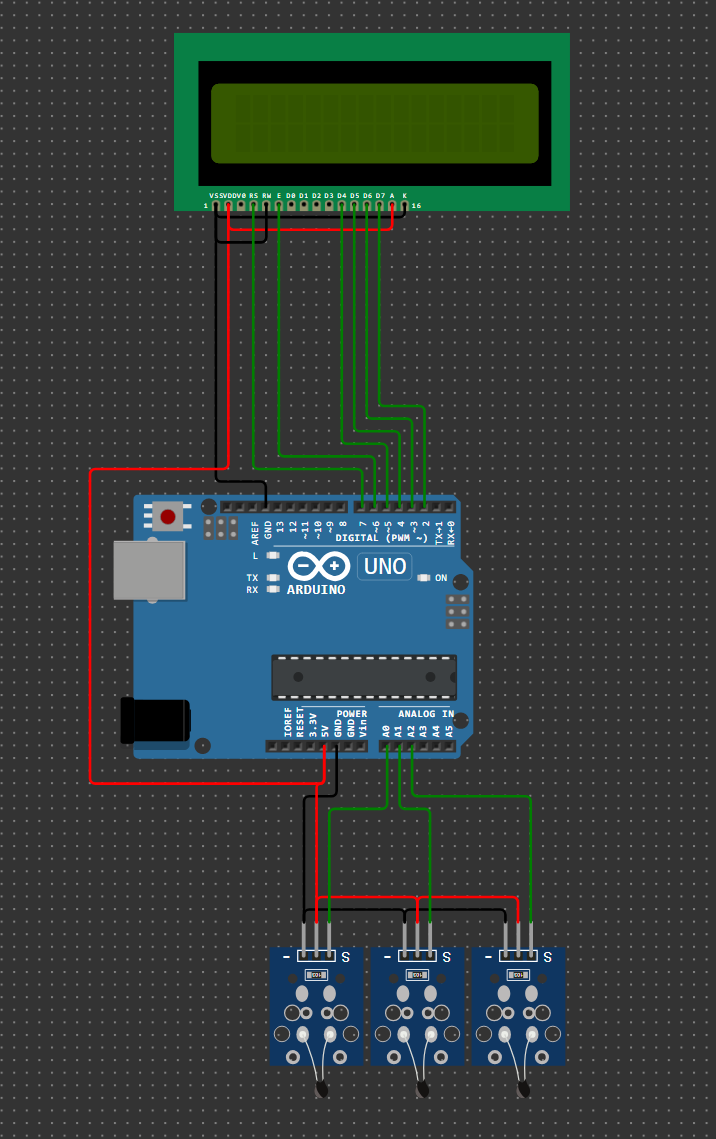 VSS VDD V0 RS RW E D0 D1 D2 D3 D4 D5 D6 D7 A K
1 16
AREF GND 13 12 ~11 ~10 ~9 8 7 ~6 ~5 4 ~3 2 TX→1 RX←0
DIGITAL (PWM ~)
L
UNO
TX ON
RX ARDUINO
POWER ANALOG IN
IOREF RESET 3.3V 5V GND GND Vin A0 A1 A2 A3 A4 A5
- S - S - S
103 103 103